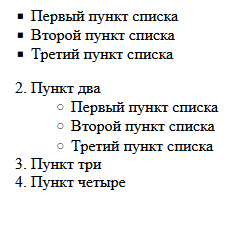 ▪ Первый пункт списка
▪ Второй пункт списка
▪ Третий пункт списка
2. Пункт два
○ Первый пункт списка
○ Второй пункт списка
○ Третий пункт списка
3. Пункт три
4. Пункт четыре